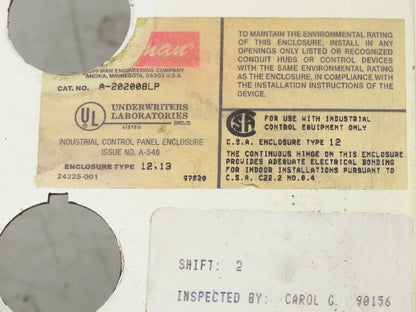 man
FMAN ENGINEERING COMPANY
ANOKA, MINNESOTA, 55303 U.S.A.
CAT. NO. A-202008LP
UL UNDERWRITERS
LABORATORIES
INC.®
LISTED
INDUSTRIAL CONTROL PANEL ENCLOSURE
ISSUE NO. A-546
ENCLOSURE TYPE 12,13
24225-001 97020
TO MAINTAIN THE ENVIRONMENTAL RATING
OF THIS ENCLOSURE, INSTALL IN ANY
OPENINGS ONLY LISTED OR RECOGNIZED
CONDUIT HUBS OR CONTROL DEVICES
WITH THE SAME ENVIRONMENTAL RATING
AS THE ENCLOSURE, IN COMPLIANCE WITH
THE INSTALLATION INSTRUCTIONS OF THE
DEVICE.
FOR USE WITH INDUSTRIAL
CONTROL EQUIPMENT ONLY
C.S.A. ENCLOSURE TYPE 12
THE CONTINUOUS HINGE ON THIS ENCLOSURE
PROVIDES ADEQUATE ELECTRICAL BONDING
FOR INDOOR INSTALLATIONS PURSUANT TO
C.S.A. C22.2 NO.0.4
SHIFT: 2
INSPECTED BY: CAROL G. 90156